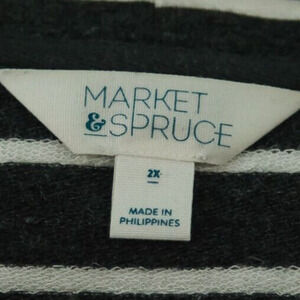 MARKET
&SPRUCE
2X
MADE IN
PHILIPPINES